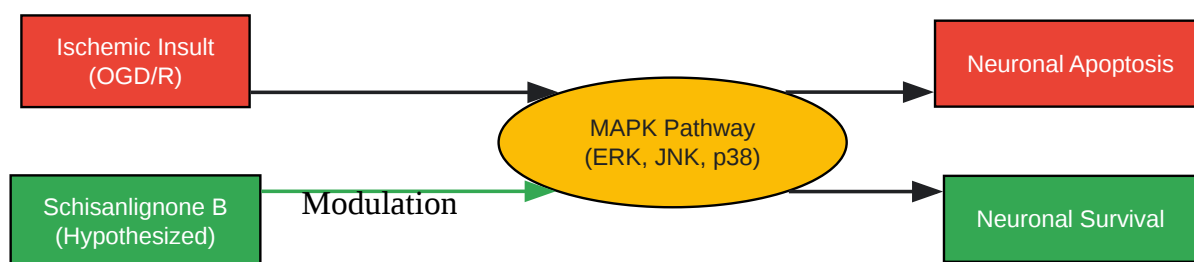 Ischemic Insult
(OGD/R)
Neuronal Apoptosis
MAPK Pathway
(ERK, JNK, p38)
Schisanlignone B
(Hypothesized)
Modulation
Neuronal Survival